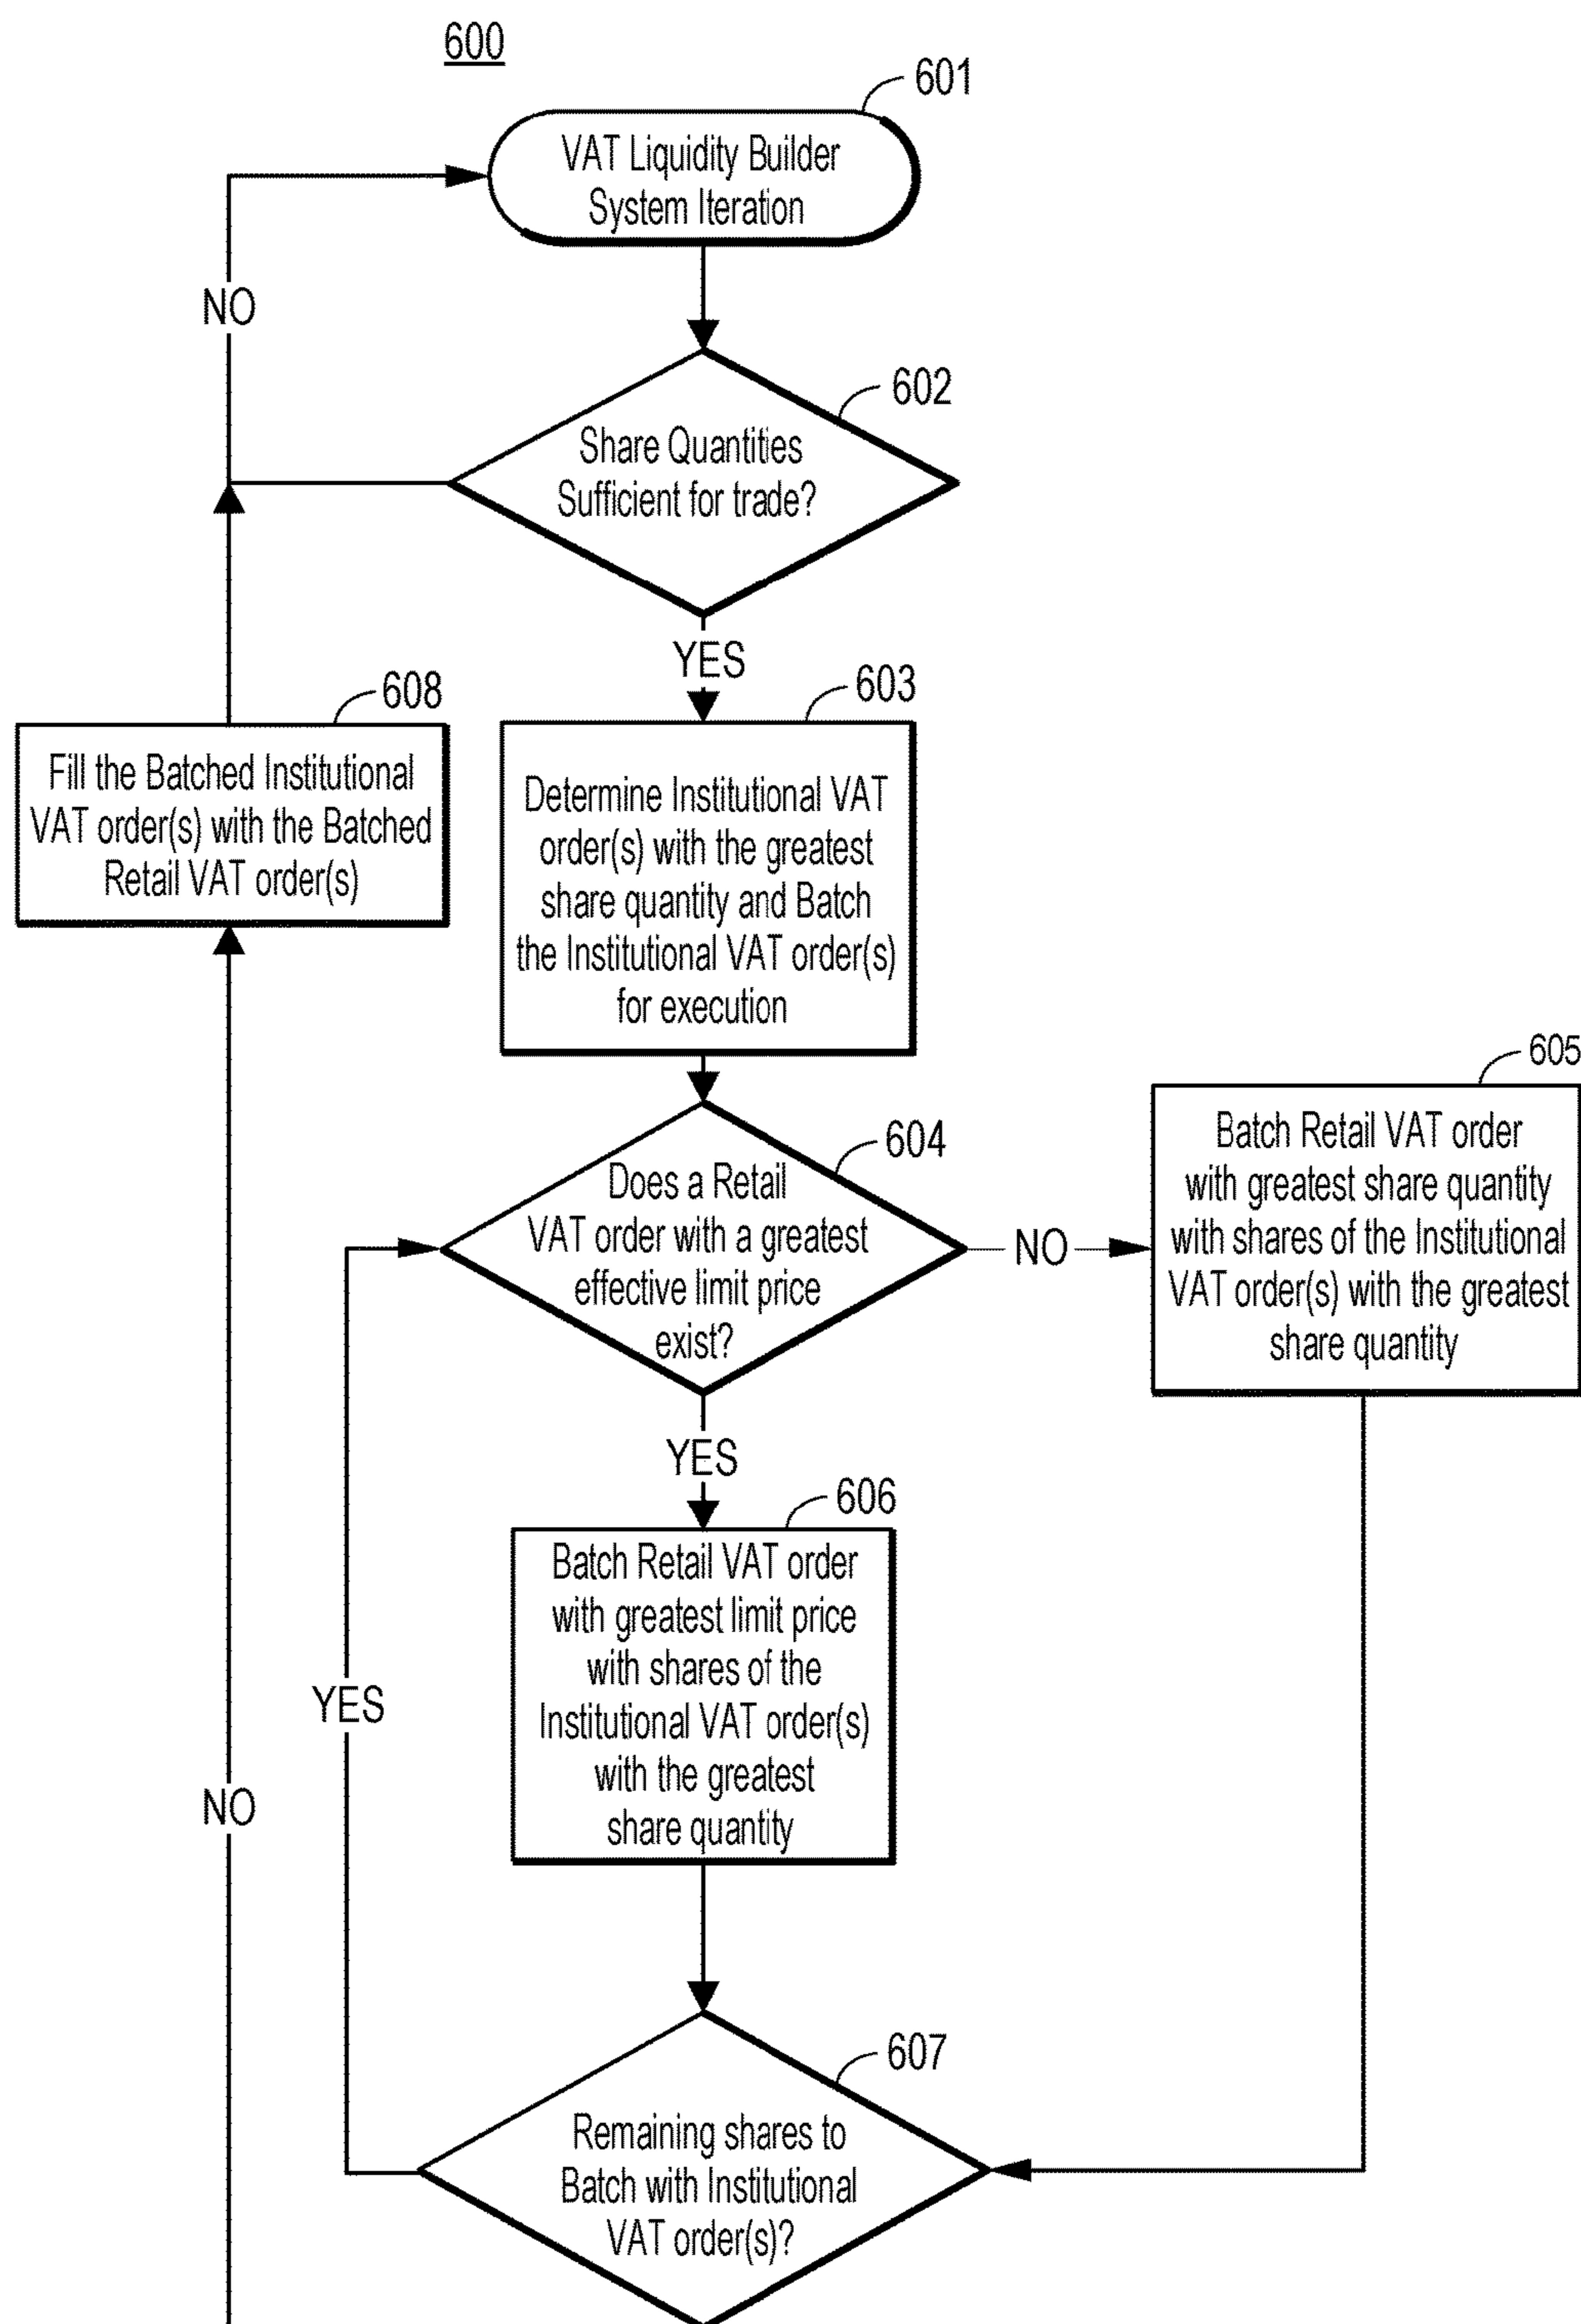 600
601
VAT Liquidity Builder
System Iteration
NO
602
Share Quantities
Sufficient for trade?
YES
608
Fill the Batched Institutional
VAT order(s) with the Batched
Retail VAT order(s)
603
Determine Institutional VAT
order(s) with the greatest
share quantity and Batch
the Institutional VAT order(s)
for execution
604
Does a Retail
VAT order with a greatest
effective limit price
exist?
NO
605
Batch Retail VAT order
with greatest share quantity
with shares of the Institutional
VAT order(s) with the greatest
share quantity
YES
606
Batch Retail VAT order
with greatest limit price
with shares of the
Institutional VAT order(s)
with the greatest
share quantity
YES
NO
607
Remaining shares to
Batch with Institutional
VAT order(s)?